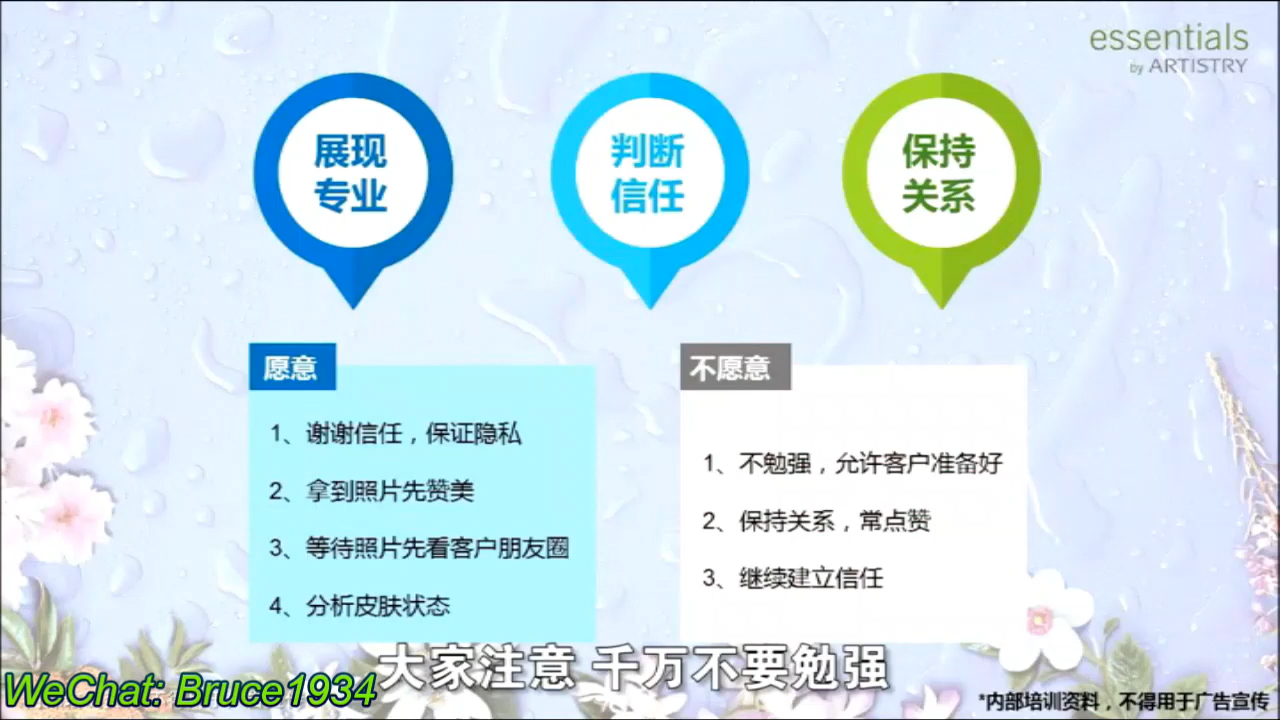 essentials
by ARTISTRY
展现
专业
判断
信任
保持
关系
愿意
1、谢谢信任，保证隐私
2、拿到照片先赞美
3、等待照片先看客户朋友圈
4、分析皮肤状态
不愿意
1、不勉强，允许客户准备好
2、保持关系，常点赞
3、继续建立信任
大家注意 千万不要勉强
WeChat: Bruce1934
*内部培训资料，不得用于广告宣传